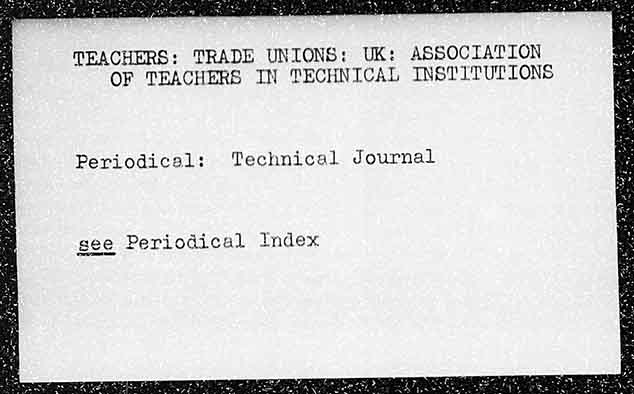 TEACHERS: TRADE UNIONS: UK: ASSOCIATION
OF TEACHERS IN TECHNICAL INSTITUTIONS
Periodical: Technical Journal
see Periodical Index